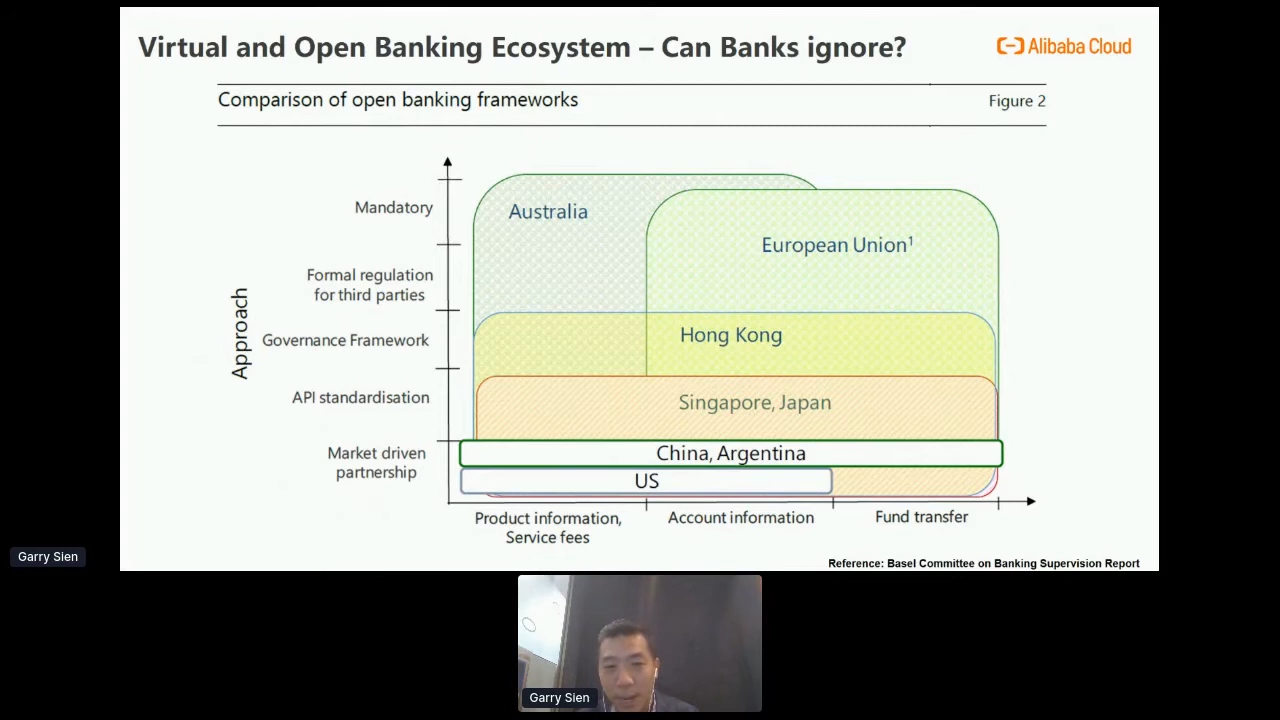 Virtual and Open Banking Ecosystem – Can Banks ignore?
Alibaba Cloud
Comparison of open banking frameworks
Figure 2
Approach
Mandatory
Formal regulation
for third parties
Governance Framework
API standardisation
Market driven
partnership
Australia
European Union¹
Hong Kong
Singapore, Japan
China, Argentina
US
Product information,
Service fees
Account information
Fund transfer
Reference: Basel Committee on Banking Supervision Report
Garry Sien
Garry Sien